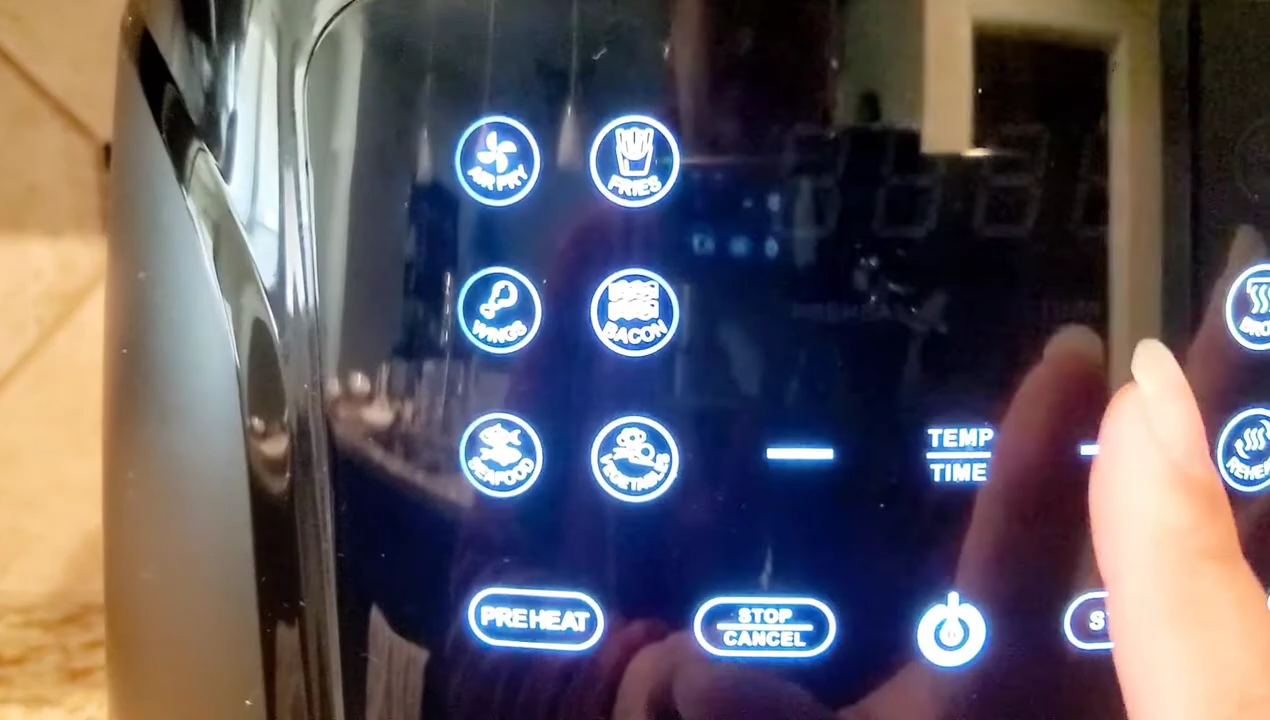 AIR FRY
FRIES
WINGS
BACON
SEAFOOD
VEGETABLES
TEMP
TIME
PREHEAT
STOP
CANCEL